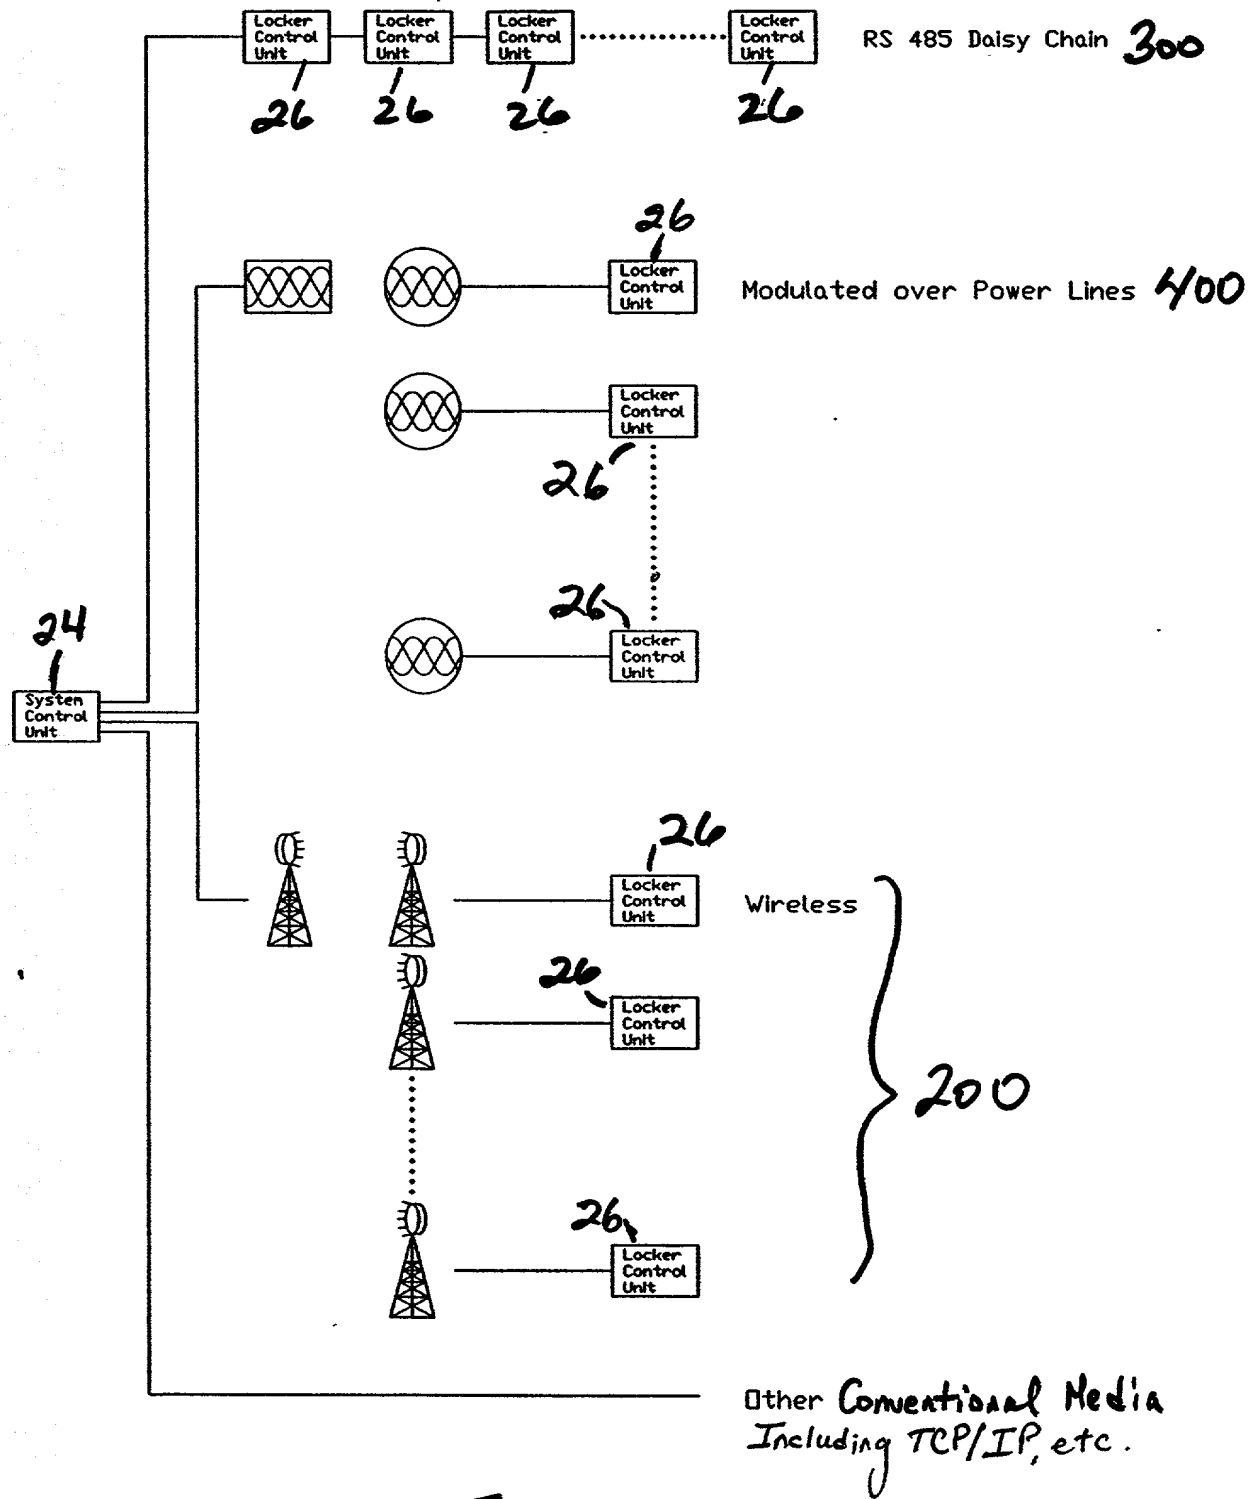 Locker Control Unit
Locker Control Unit
Locker Control Unit
Locker Control Unit
RS 485 Daisy Chain 300
26
26
26
26
26
Locker Control Unit
Modulated over Power Lines 400
Locker Control Unit
26
26
Locker Control Unit
24
System Control Unit
26
Locker Control Unit
Wireless
26
Locker Control Unit
200
26
Locker Control Unit
Other Conventional Media
Including TCP/IP, etc.